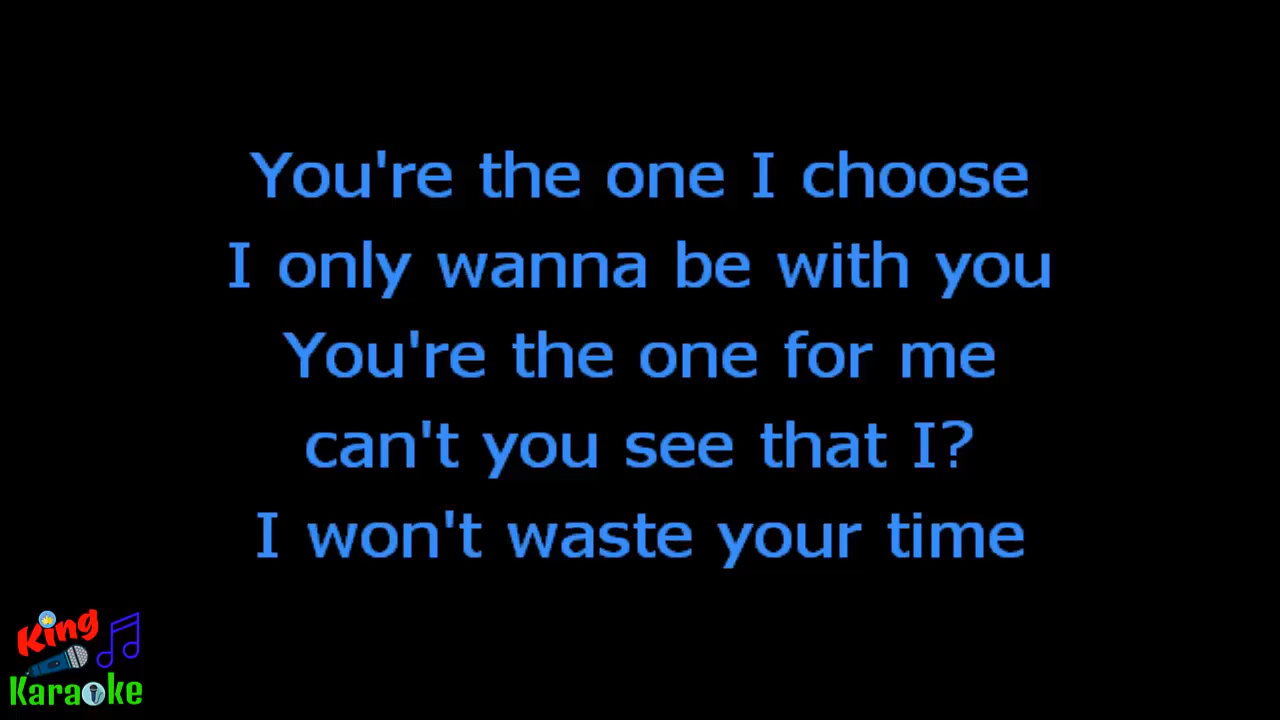 You're the one I choose
I only wanna be with you
You're the one for me
can't you see that I?
I won't waste your time
King
Karaoke